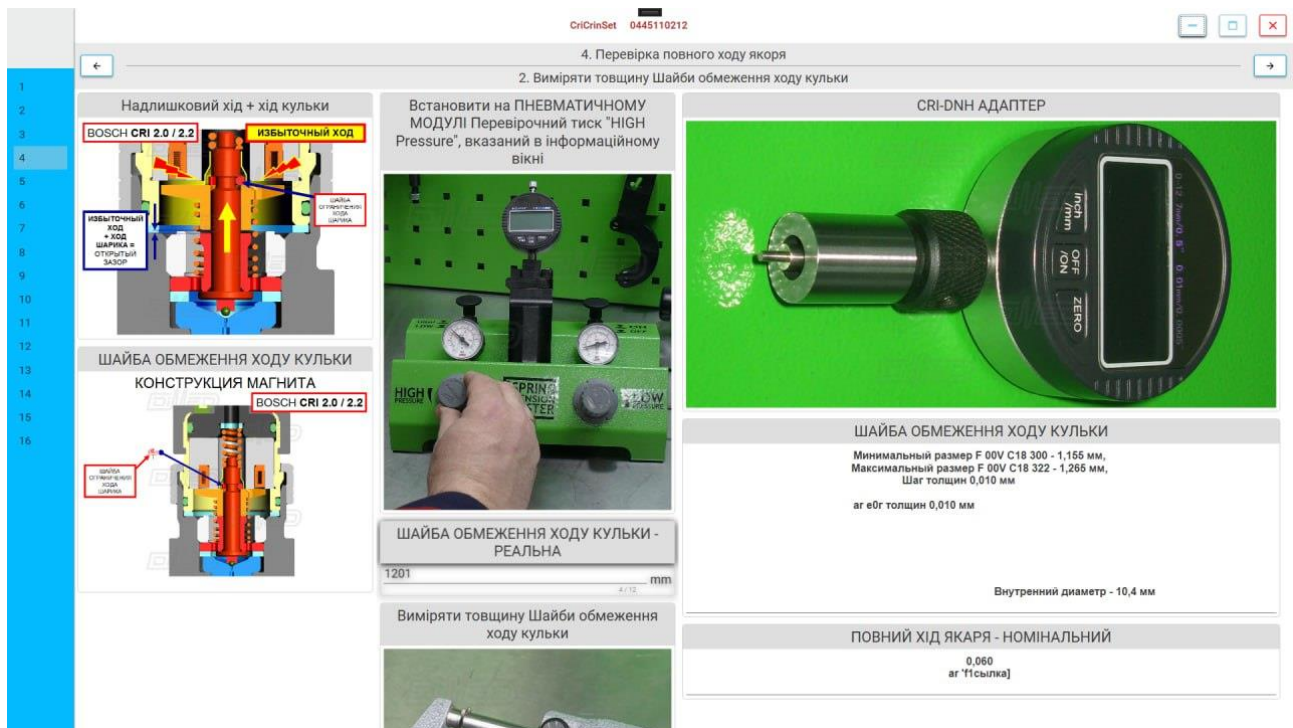 CriCrinSet 0445110212
4. Перевірка повного ходу якоря
2. Виміряти товщину Шайби обмеження ходу кульки
1
2
3
4
5
6
7
8
9
10
11
12
13
14
15
16
Надлишковий хід + хід кульки
BOSCH CRI 2.0 / 2.2
ИЗБЫТОЧНЫЙ ХОД
ШАЙБА
ОГРАНИЧЕНИЯ
ХОДА
ШАРИКА
ИЗБЫТОЧНЫЙ
ХОД
+ ХОД
ШАРИКА =
ОТКРЫТЫЙ
ЗАЗОР
ШАЙБА ОБМЕЖЕННЯ ХОДУ КУЛЬКИ
КОНСТРУКЦИЯ МАГНИТА
BOSCH CRI 2.0 / 2.2
ШАЙБА
ОГРАНИЧЕНИЯ
ХОДА
ШАРИКА
Встановити на ПНЕВМАТИЧНОМУ
МОДУЛІ Перевірочний тиск "HIGH
Pressure", вказаний в інформаційному
вікні
HIGH
PRESSURE
SPRING
TESTER
LOW
PRESSURE
ШАЙБА ОБМЕЖЕННЯ ХОДУ КУЛЬКИ -
РЕАЛЬНА
1201
mm
4 / 12
Виміряти товщину Шайби обмеження
ходу кульки
CRI-DNH АДАПТЕР
inch
/mm
OFF
/ON
ZERO
ШАЙБА ОБМЕЖЕННЯ ХОДУ КУЛЬКИ
Минимальный размер F 00V C18 300 - 1,155 мм,
Максимальный размер F 00V C18 322 - 1,265 мм,
Шаг толщин 0,010 мм
аг е0г толщин 0,010 мм
Внутренний диаметр - 10,4 мм
ПОВНИЙ ХІД ЯКАРЯ - НОМІНАЛЬНИЙ
0,060
аг 'f1сылка]